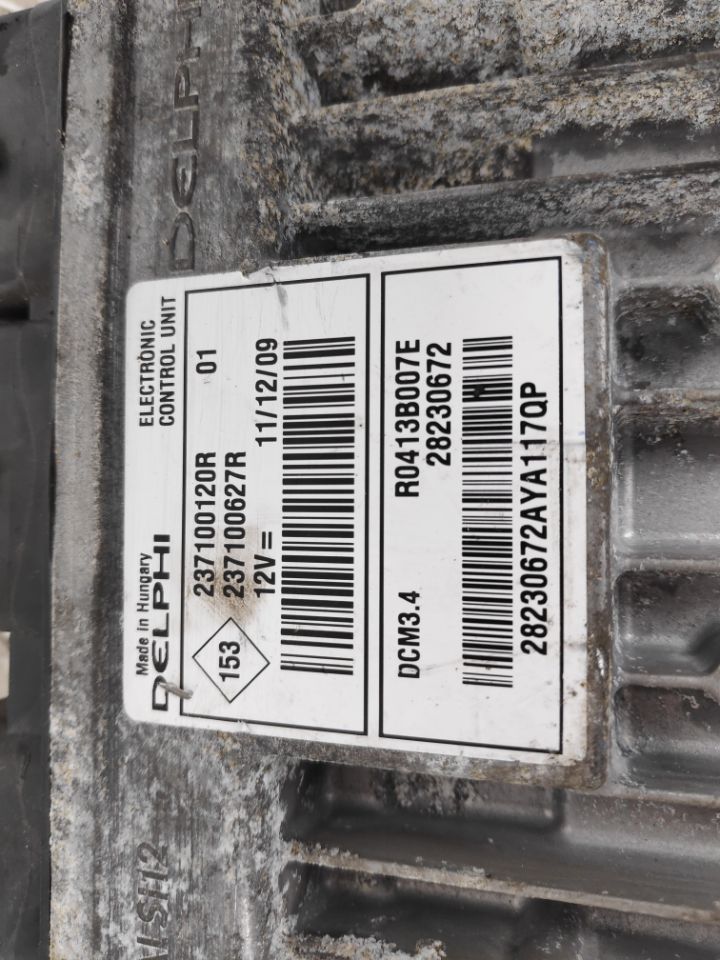 DELPHI
Made in Hungary
DELPHI
ELECTRONIC
CONTROL UNIT
153
237100120R 01
237100627R
12V = 11/12/09
DCM3.4 R0413B007E
28230672
28230672AYA117QP